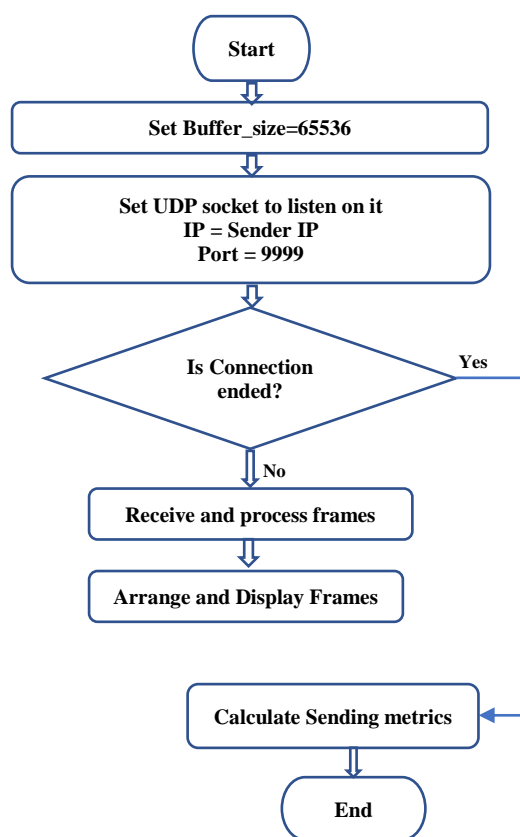 Start
Set Buffer_size=65536
Set UDP socket to listen on it
IP = Sender IP
Port = 9999
Is Connection
ended?
Yes
No
Receive and process frames
Arrange and Display Frames
Calculate Sending metrics
End